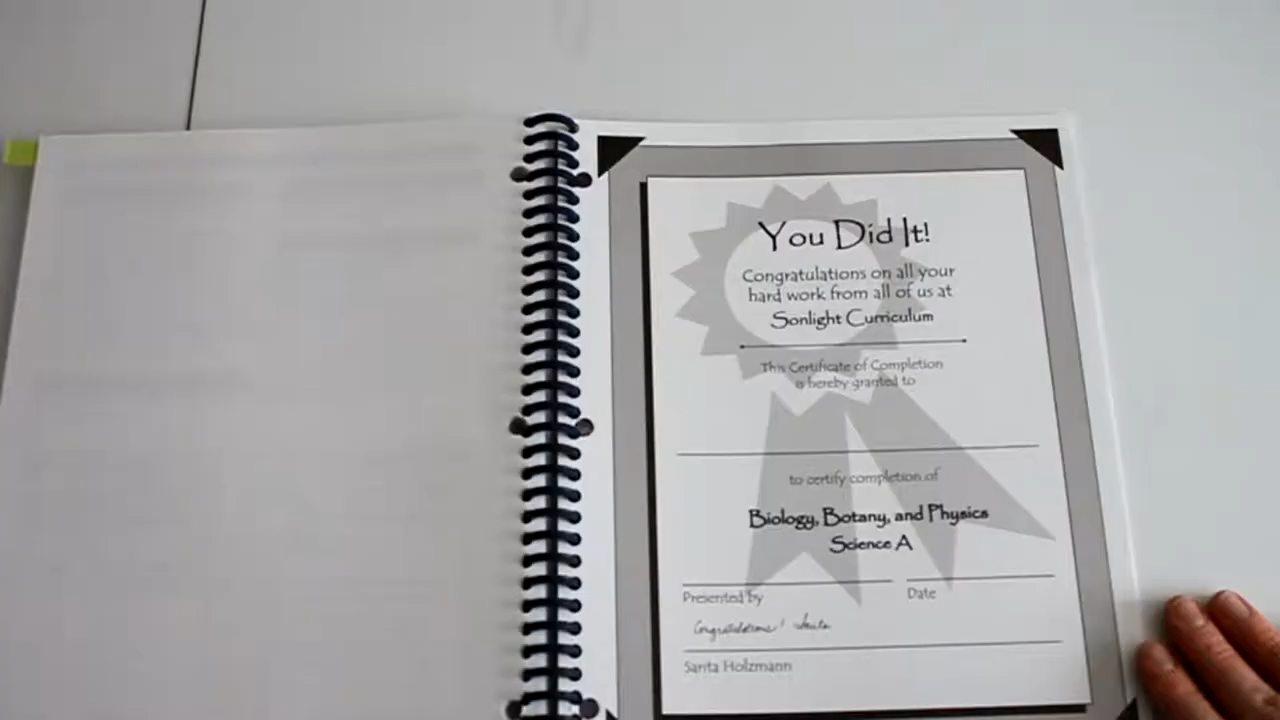 You Did It!
Congratulations on all your
hard work from all of us at
Sonlight Curriculum
This Certificate of Completion
is hereby granted to
to certify completion of
Biology, Botany, and Physics
Science A
Presented by
Date
Congratulations! Sarita
Sarita Holzmann